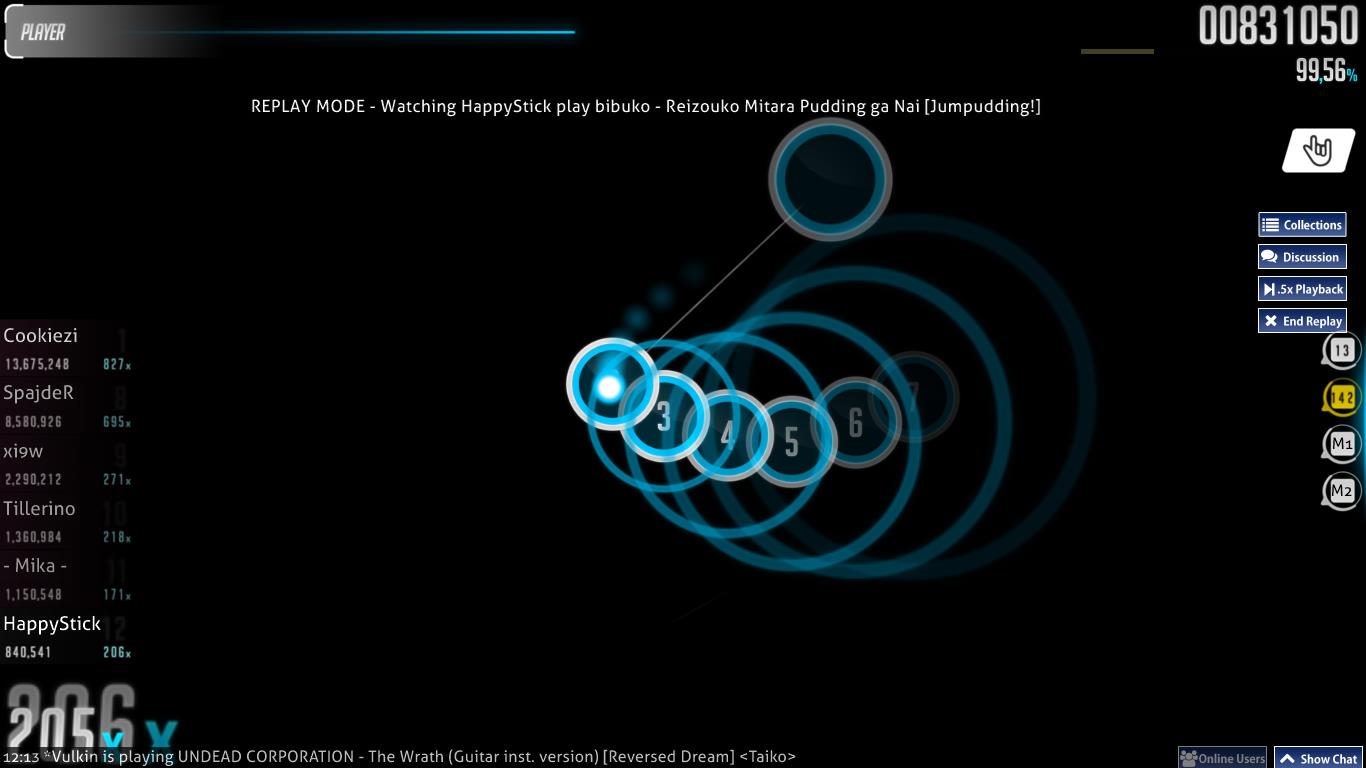 PLAYER
00831050
99,56%
REPLAY MODE - Watching HappyStick play bibuko - Reizouko Mitara Pudding ga Nai [Jumpudding!]
Collections
Discussion
.5x Playback
End Replay
13
142
M1
M2
3
4
5
6
7
Cookiezi 1
13,675,248 827x
SpajdeR 8
8,580,926 695x
xi9w 9
2,290,212 271x
Tillerino 10
1,360,984 218x
- Mika - 11
1,150,548 171x
HappyStick 12
840,541 206x
206x
205x
12:13 *Vulkin is playing UNDEAD CORPORATION - The Wrath (Guitar inst. version) [Reversed Dream] <Taiko>
Online Users
Show Chat